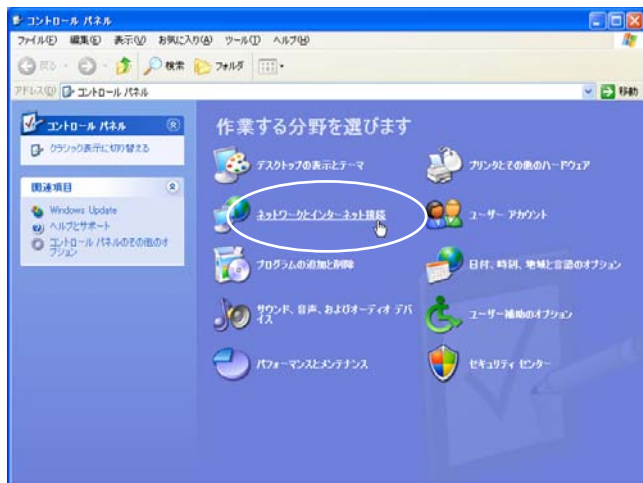 コントロール パネル
ファイル(F) 編集(E) 表示(V) お気に入り(A) ツール(T) ヘルプ(H)
戻る 検索 フォルダ
アドレス(D) コントロール パネル 移動
コントロール パネル
クラシック表示に切り替える
関連項目
Windows Update
ヘルプとサポート
コントロール パネルのその他のオ
プション
作業する分野を選びます
デスクトップの表示とテーマ
プリンタとその他のハードウェア
ネットワークとインターネット接続
ユーザー アカウント
プログラムの追加と削除
日付、時刻、地域と言語のオプション
サウンド、音声、およびオーディオ デバ
イス
ユーザー補助のオプション
パフォーマンスとメンテナンス
セキュリティ センター